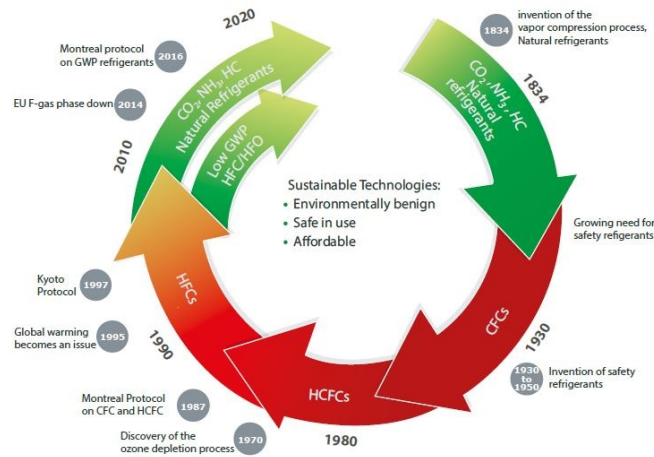 1834
invention of the
vapor compression process,
Natural refrigerants
1834
CO₂, NH₃, HC
Natural
refrigerants
Growing need for
safety refrigerants
CFCs
1930
1930
to
1950
Invention of safety
refrigerants
HCFCs
1980
Discovery of the
ozone depletion process
1970
Montreal Protocol
on CFC and HCFC
1987
1990
Global warming
becomes an issue
1995
Kyoto
Protocol
1997
HFCs
2010
EU F-gas phase down
2014
Montreal protocol
on GWP refrigerants
2016
2020
CO₂, NH₃, HC
Natural Refrigerants
Low GWP
HFC/HFO
Sustainable Technologies:
• Environmentally benign
• Safe in use
• Affordable